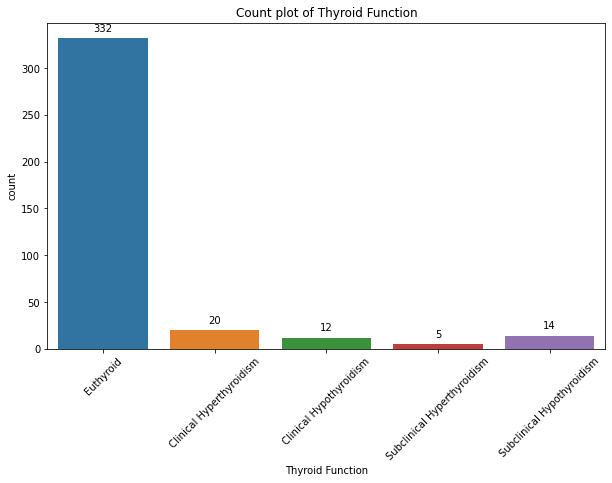 Count plot of Thyroid Function
332
20
12
5
14
300
250
200
150
100
50
0
count
Euthyroid
Clinical Hyperthyroidism
Clinical Hypothyroidism
Subclinical Hyperthyroidism
Subclinical Hypothyroidism
Thyroid Function